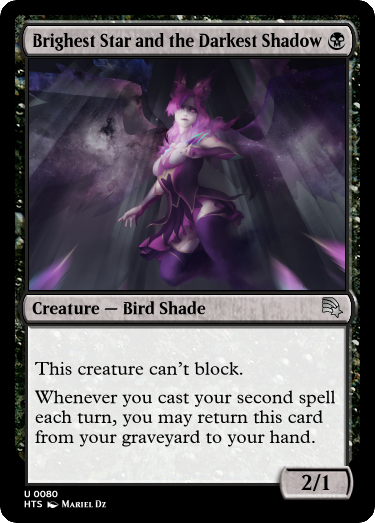 Brighest Star and the Darkest Shadow
Creature — Bird Shade
This creature can't block.
Whenever you cast your second spell
each turn, you may return this card
from your graveyard to your hand.
2/1
U 0080
HTS Mariel Dz